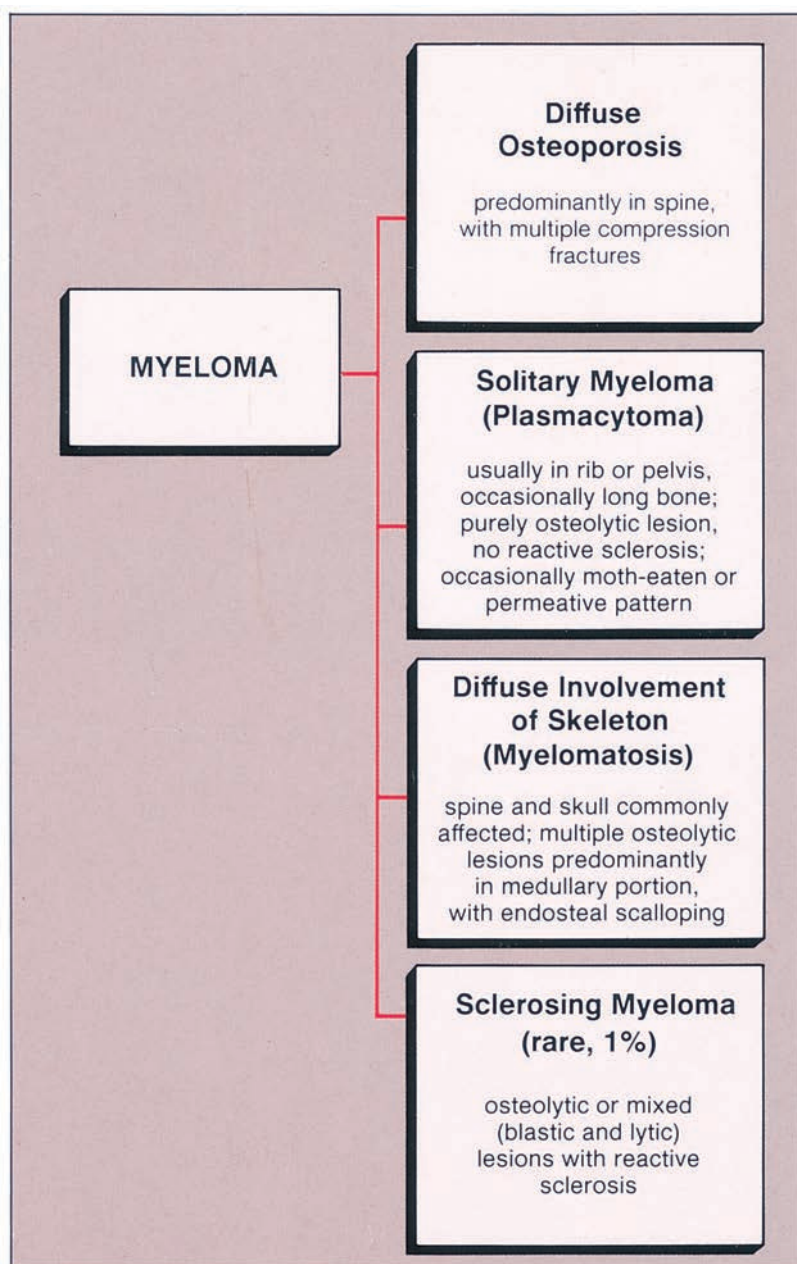 MYELOMA
Diffuse
Osteoporosis
predominantly in spine,
with multiple compression
fractures
Solitary Myeloma
(Plasmacytoma)
usually in rib or pelvis,
occasionally long bone;
purely osteolytic lesion,
no reactive sclerosis;
occasionally moth-eaten or
permeative pattern
Diffuse Involvement
of Skeleton
(Myelomatosis)
spine and skull commonly
affected; multiple osteolytic
lesions predominantly
in medullary portion,
with endosteal scalloping
Sclerosing Myeloma
(rare, 1%)
osteolytic or mixed
(blastic and lytic)
lesions with reactive
sclerosis